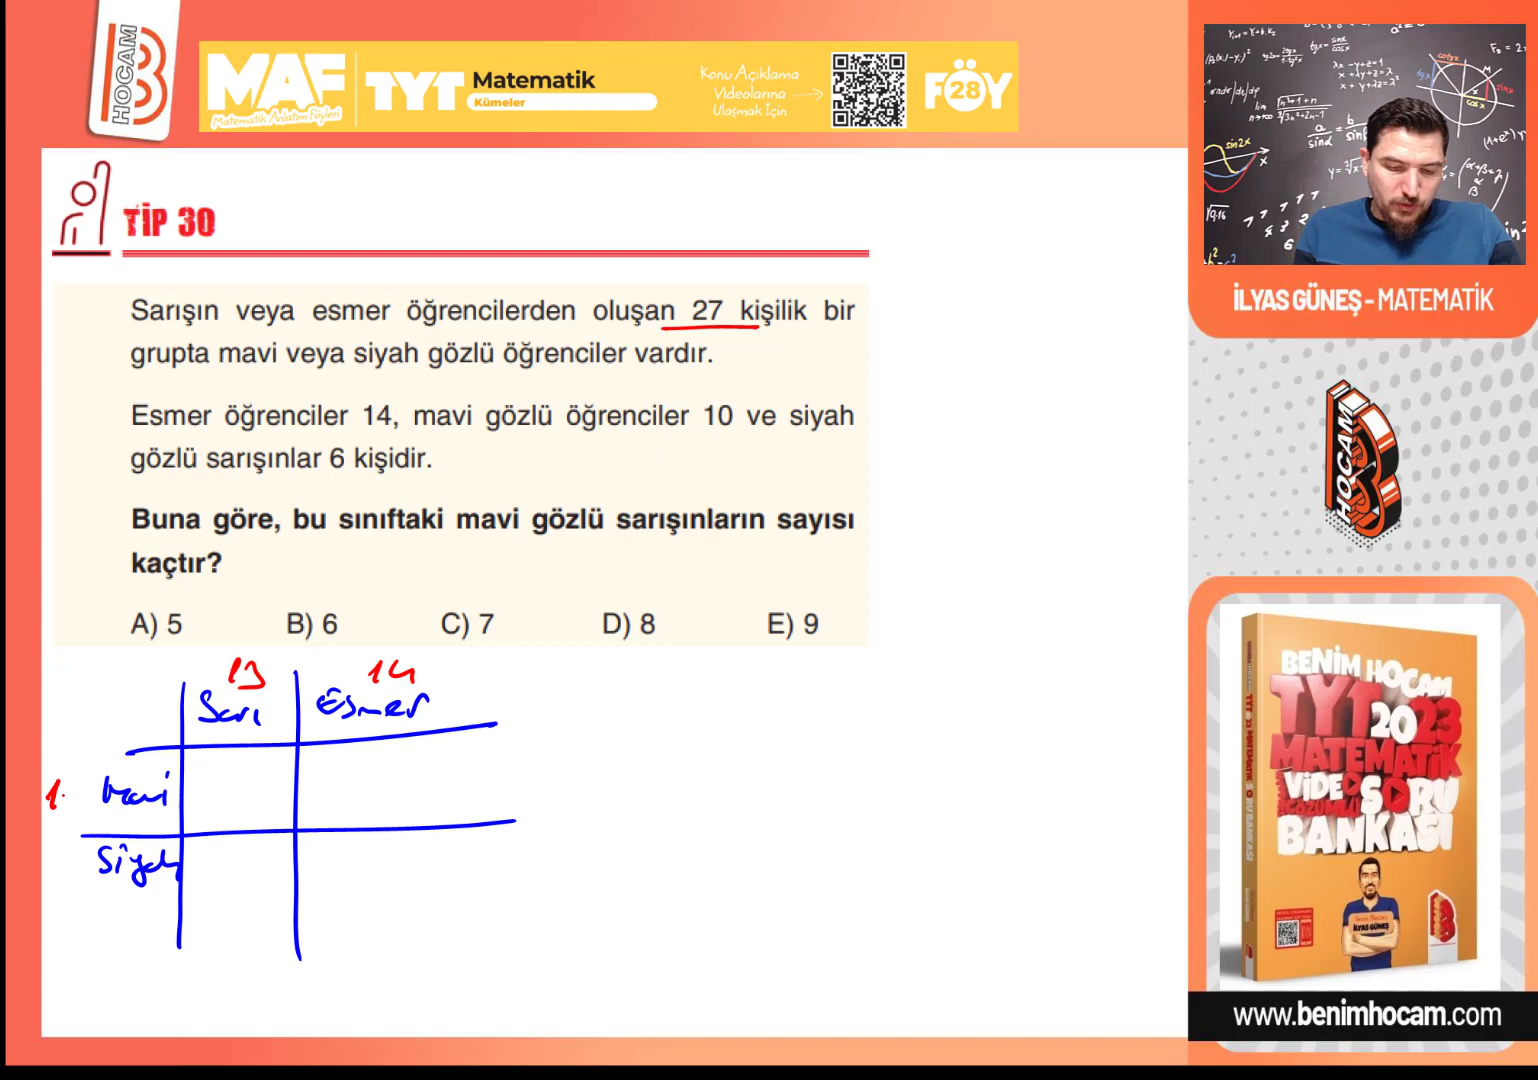 HOCAM B
MAF
Matematik Anlatım Föyleri
TYT Matematik
Kümeler
Konu Açıklama
Videolarına
Ulaşmak İçin
FÖY 28
TİP 30
Sarışın veya esmer öğrencilerden oluşan 27 kişilik bir
grupta mavi veya siyah gözlü öğrenciler vardır.
Esmer öğrenciler 14, mavi gözlü öğrenciler 10 ve siyah
gözlü sarışınlar 6 kişidir.
Buna göre, bu sınıftaki mavi gözlü sarışınların sayısı
kaçtır?
A) 5 B) 6 C) 7 D) 8 E) 9
13 14
Sarı Esmer
1. Mavi
Siyah
İLYAS GÜNEŞ - MATEMATİK
HOCAM B
BENİM HOCAM
TYT 2023
MATEMATİK
VİDEO SORU
ÇÖZÜMLÜ
BANKASI
İLYAS GÜNEŞ
www.benimhocam.com